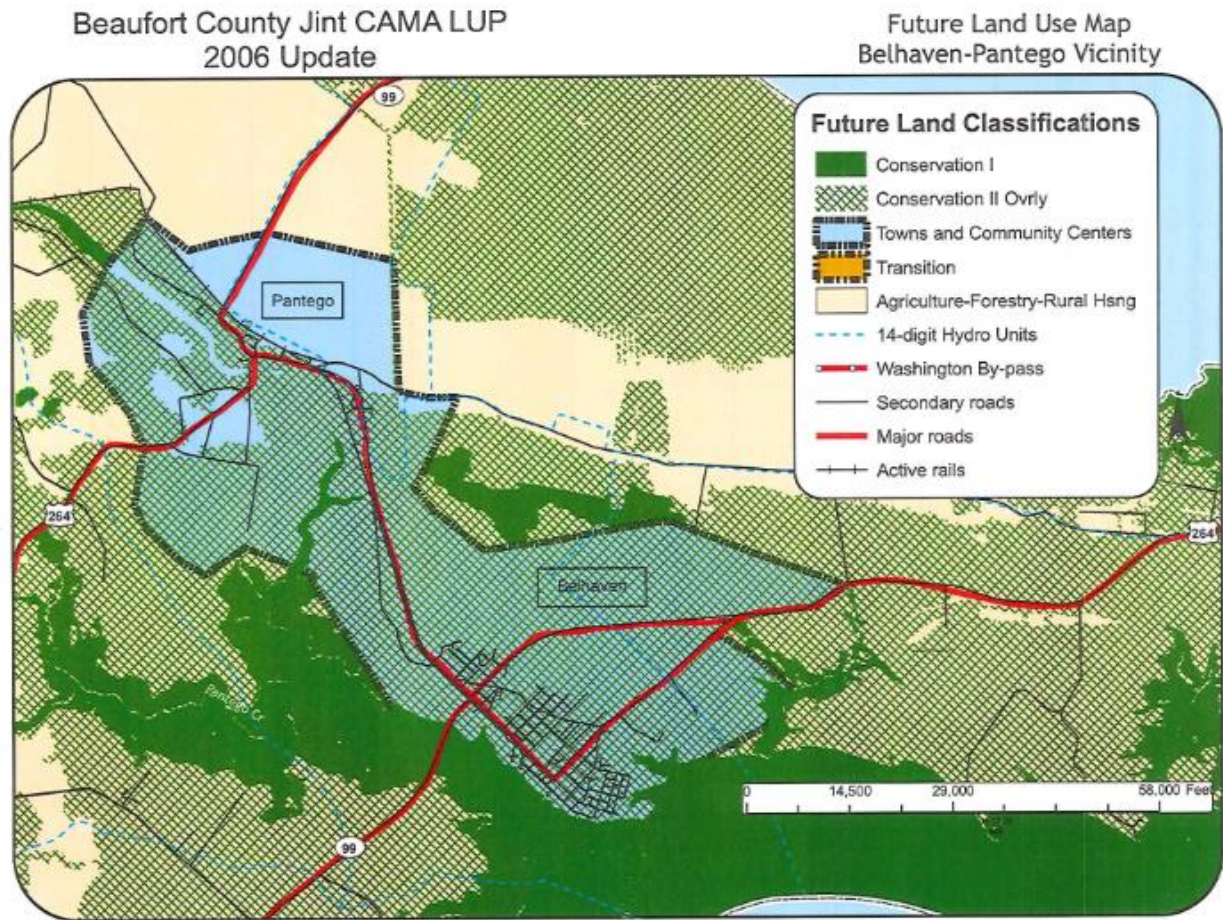 Beaufort County Jint CAMA LUP
2006 Update
Future Land Use Map
Belhaven-Pantego Vicinity
99
Future Land Classifications
Conservation I
Conservation II Ovrly
Towns and Community Centers
Transition
Agriculture-Forestry-Rural Hsng
14-digit Hydro Units
Washington By-pass
Secondary roads
Major roads
Active rails
Pantego
264
264
Belhaven
Pantego Cr
0 14,500 29,000 58,000 Feet
99